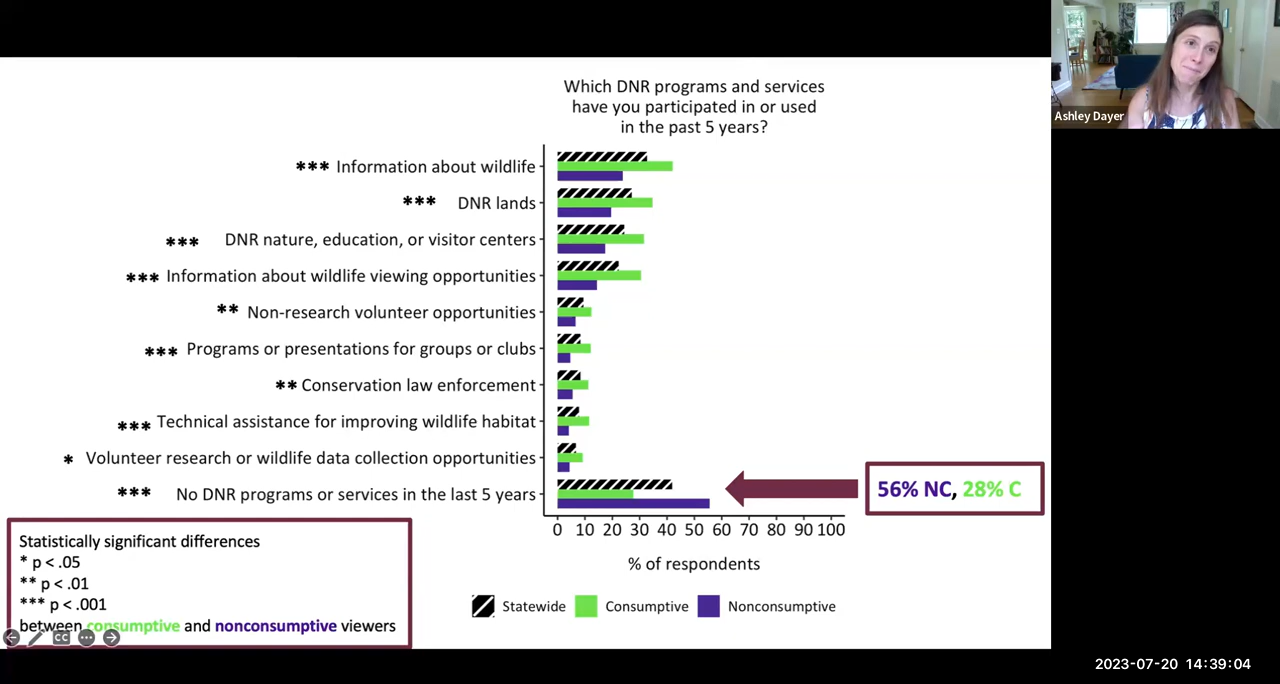 Which DNR programs and services
have you participated in or used
in the past 5 years?
Ashley Dayer
*** Information about wildlife
*** DNR lands
*** DNR nature, education, or visitor centers
*** Information about wildlife viewing opportunities
** Non-research volunteer opportunities
*** Programs or presentations for groups or clubs
** Conservation law enforcement
*** Technical assistance for improving wildlife habitat
* Volunteer research or wildlife data collection opportunities
*** No DNR programs or services in the last 5 years
56% NC, 28% C
0 10 20 30 40 50 60 70 80 90 100
% of respondents
Statewide Consumptive Nonconsumptive
Statistically significant differences
* p < .05
** p < .01
*** p < .001
between consumptive and nonconsumptive viewers
CC
2023-07-20 14:39:04